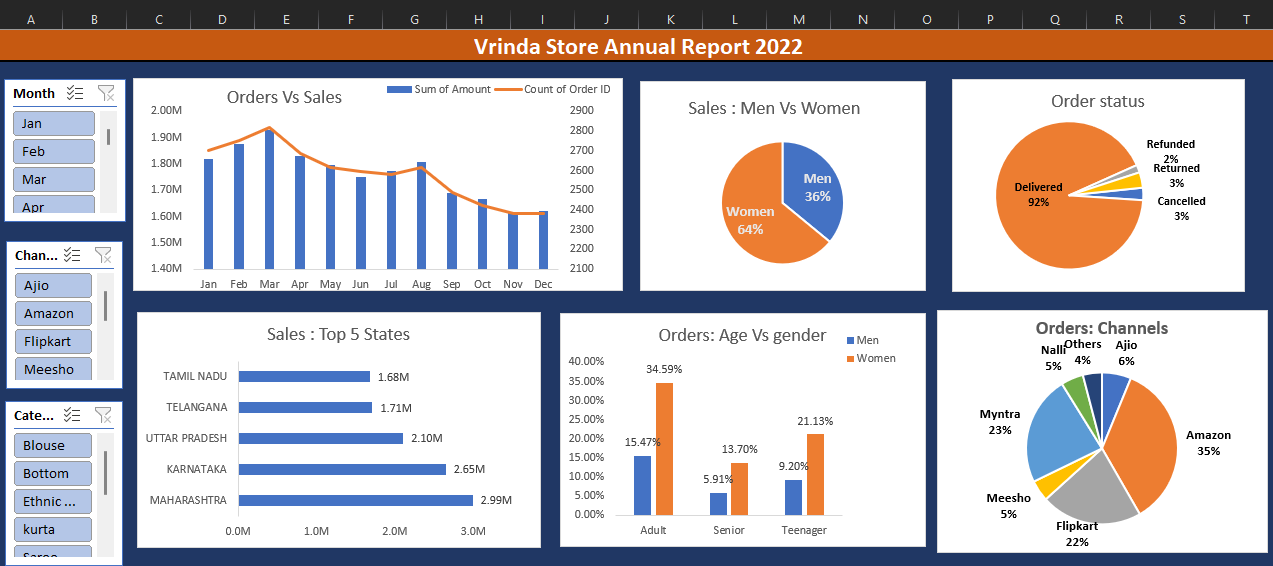 A B C D E F G H I J K L M N O P Q R S T
Vrinda Store Annual Report 2022
Month
Jan
Feb
Mar
Apr
Chan...
Ajio
Amazon
Flipkart
Meesho
Cate...
Blouse
Bottom
Ethnic ...
kurta
Saree
Orders Vs Sales
Sum of Amount Count of Order ID
2.00M 2900
1.90M 2800
1.80M 2700
1.70M 2600
1.60M 2500
1.50M 2400
1.40M 2300
2200
2100
Jan Feb Mar Apr May Jun Jul Aug Sep Oct Nov Dec
Sales : Men Vs Women
Men
36%
Women
64%
Order status
Refunded
2%
Returned
3%
Cancelled
3%
Delivered
92%
Sales : Top 5 States
TAMIL NADU 1.68M
TELANGANA 1.71M
UTTAR PRADESH 2.10M
KARNATAKA 2.65M
MAHARASHTRA 2.99M
0.0M 1.0M 2.0M 3.0M
Orders: Age Vs gender
Men
Women
40.00%
35.00%
30.00%
25.00%
20.00%
15.00%
10.00%
5.00%
0.00%
15.47% 34.59%
5.91% 13.70%
9.20% 21.13%
Adult Senior Teenager
Orders: Channels
Nalli
5%
Others
4%
Ajio
6%
Myntra
23%
Amazon
35%
Meesho
5%
Flipkart
22%